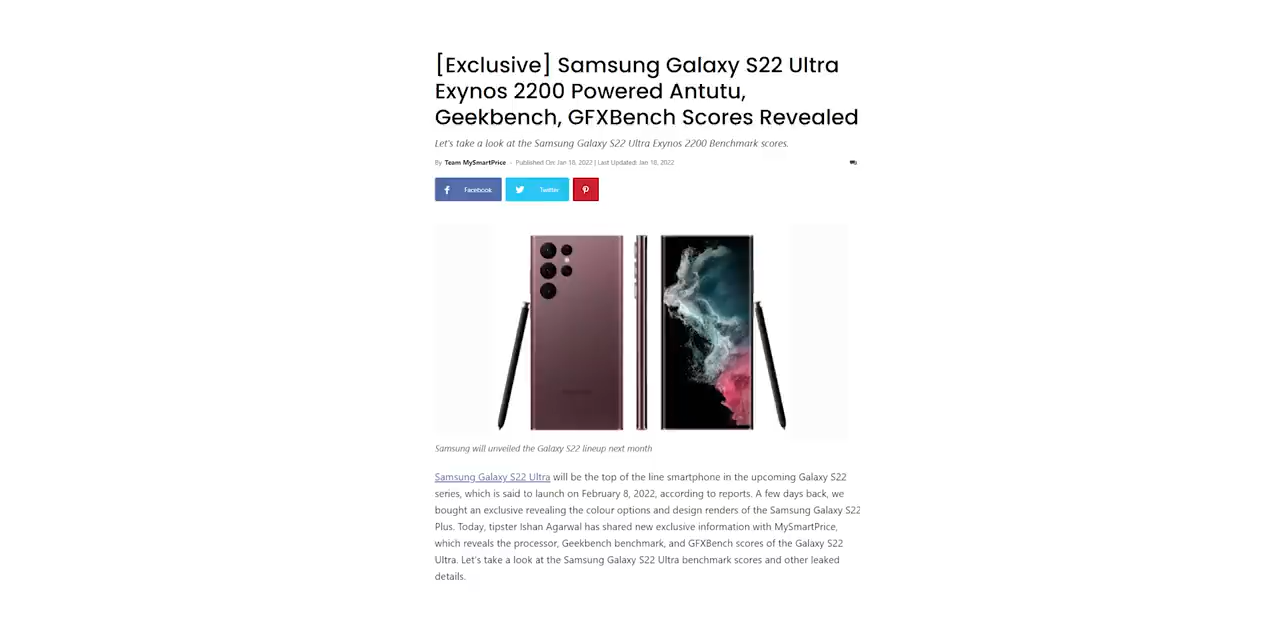 [Exclusive] Samsung Galaxy S22 Ultra
Exynos 2200 Powered Antutu,
Geekbench, GFXBench Scores Revealed
Let's take a look at the Samsung Galaxy S22 Ultra Exynos 2200 Benchmark scores.
By Team MySmartPrice - Published On: Jan 18, 2022 | Last Updated: Jan 18, 2022
Facebook Twitter
Samsung will unveiled the Galaxy S22 lineup next month
Samsung Galaxy S22 Ultra will be the top of the line smartphone in the upcoming Galaxy S22
series, which is said to launch on February 8, 2022, according to reports. A few days back, we
bought an exclusive revealing the colour options and design renders of the Samsung Galaxy S22
Plus. Today, tipster Ishan Agarwal has shared new exclusive information with MySmartPrice,
which reveals the processor, Geekbench benchmark, and GFXBench scores of the Galaxy S22
Ultra. Let's take a look at the Samsung Galaxy S22 Ultra benchmark scores and other leaked
details.